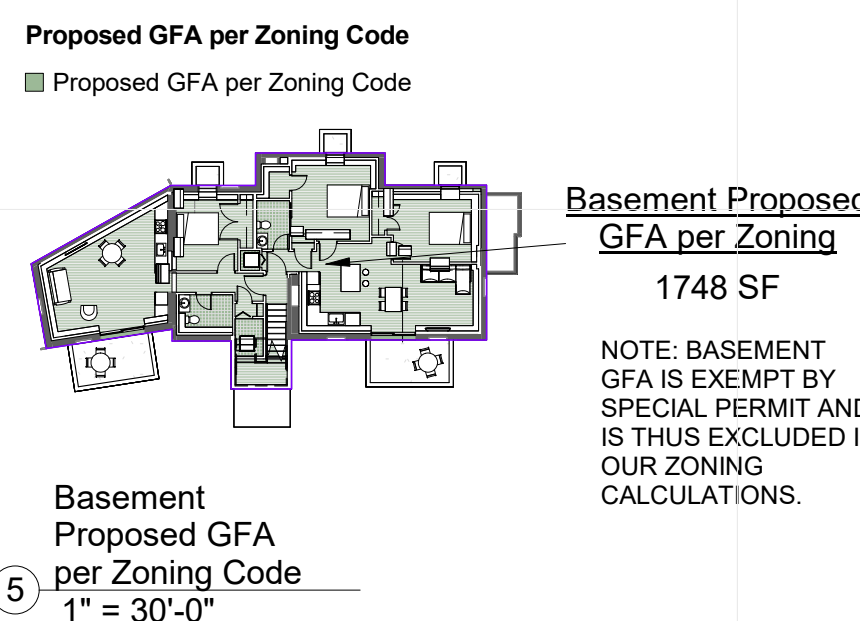 Proposed GFA per Zoning Code
Proposed GFA per Zoning Code
Basement Proposed
GFA per Zoning
1748 SF
NOTE: BASEMENT
GFA IS EXEMPT BY
SPECIAL PERMIT AND
IS THUS EXCLUDED I
OUR ZONING
CALCULATIONS.
Basement
Proposed GFA
per Zoning Code
5
1" = 30'-0"